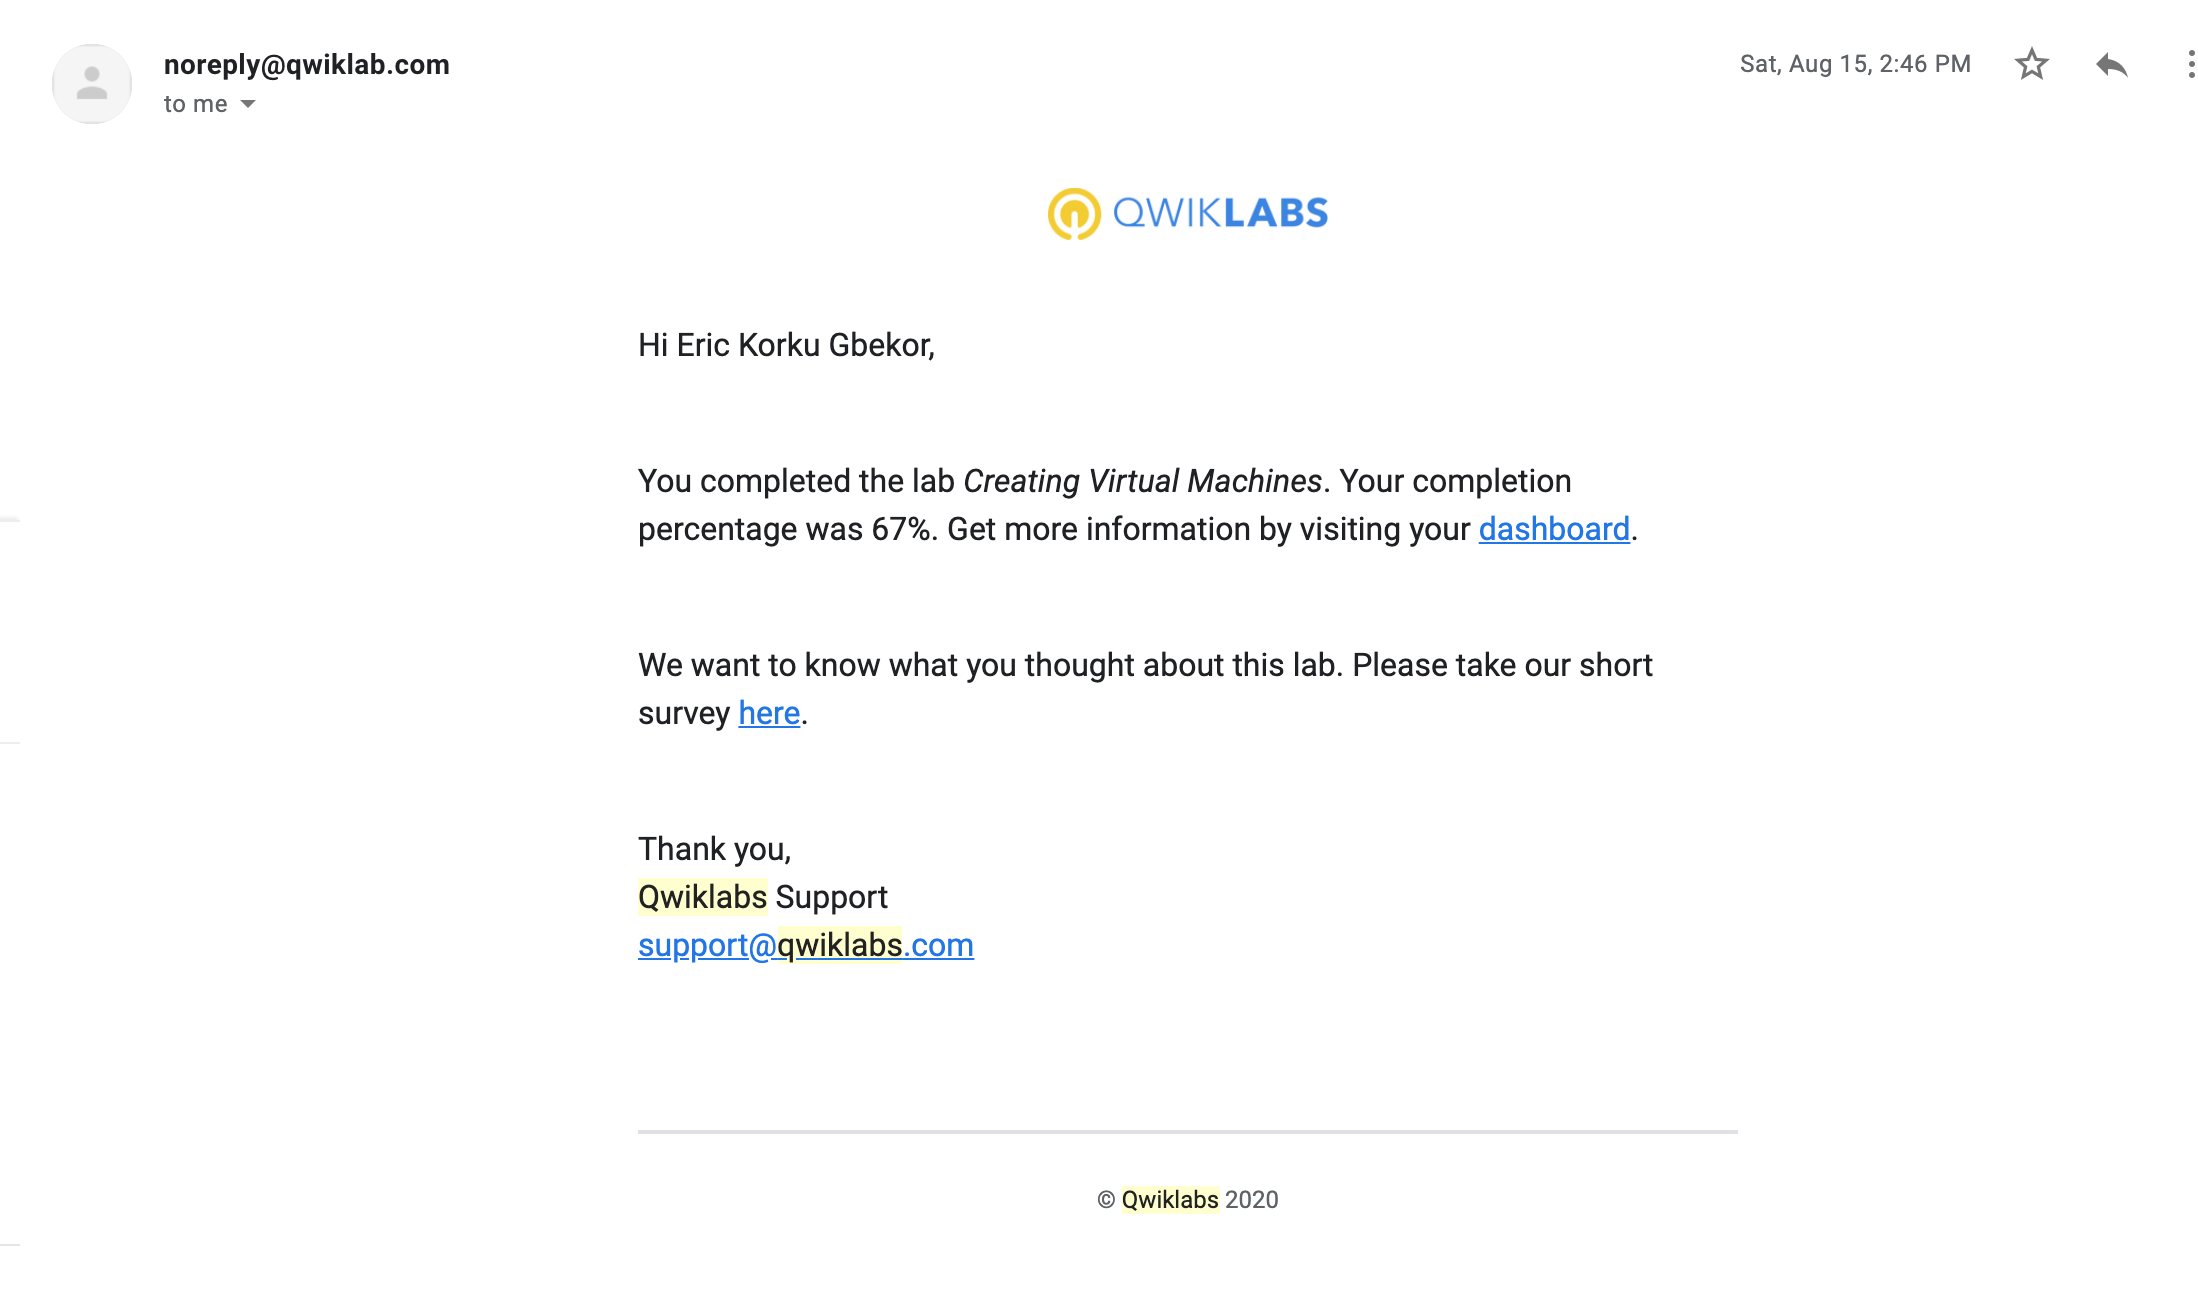 noreply@qwiklab.com
Sat, Aug 15, 2:46 PM
to me
QWIKLABS
Hi Eric Korku Gbekor,
You completed the lab Creating Virtual Machines. Your completion
percentage was 67%. Get more information by visiting your dashboard.
We want to know what you thought about this lab. Please take our short
survey here.
Thank you,
Qwiklabs Support
support@qwiklabs.com
© Qwiklabs 2020